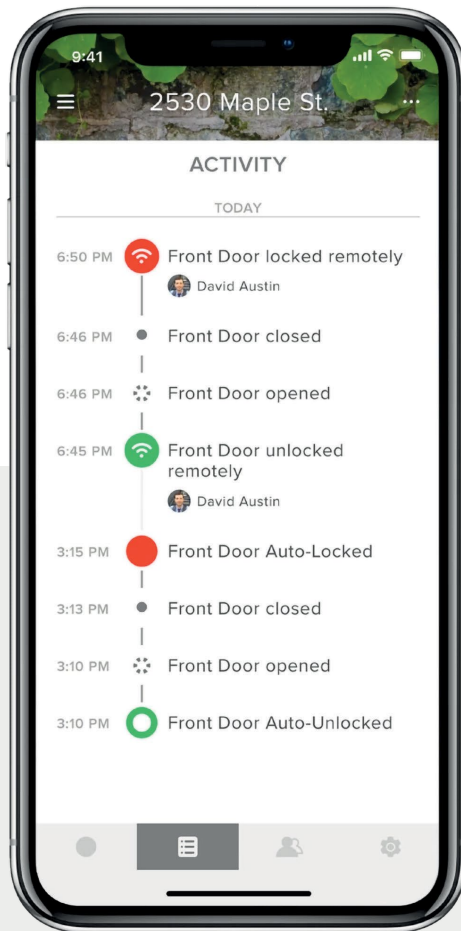 9:41
2530 Maple St.
ACTIVITY
TODAY
6:50 PM Front Door locked remotely
David Austin
6:46 PM Front Door closed
6:46 PM Front Door opened
6:45 PM Front Door unlocked
remotely
David Austin
3:15 PM Front Door Auto-Locked
3:13 PM Front Door closed
3:10 PM Front Door opened
3:10 PM Front Door Auto-Unlocked